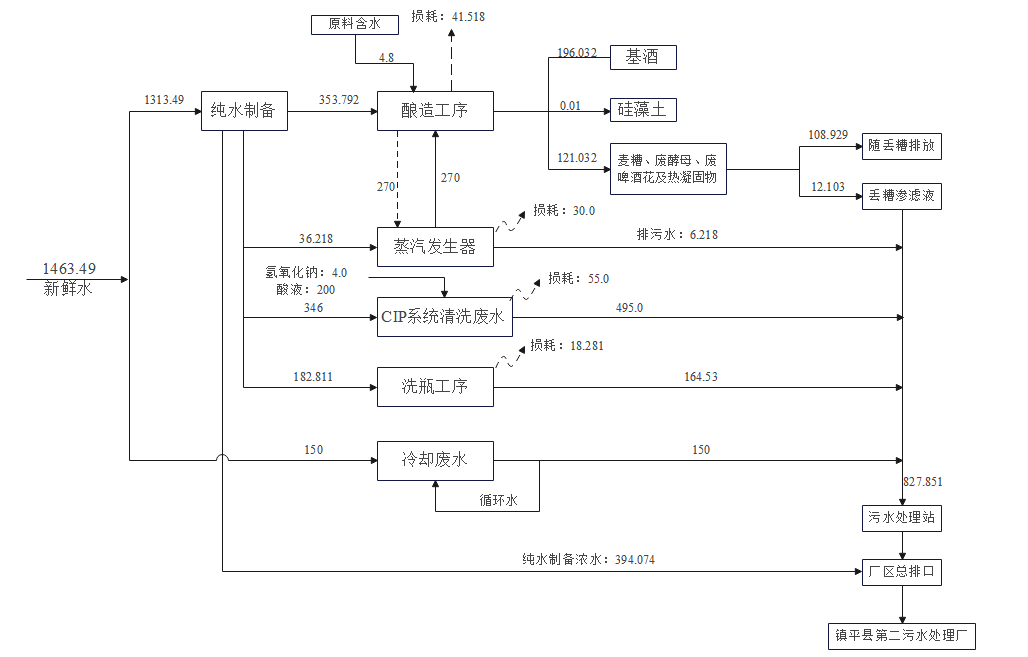 原料含水
损耗：41.518
4.8
196.032
基酒
1313.49
纯水制备
353.792
酿造工序
0.01
硅藻土
108.929
随丢糟排放
121.032
麦糟、废酵母、废
啤酒花及热凝固物
270
270
12.103
丢糟渗滤液
损耗：30.0
36.218
蒸汽发生器
排污水：6.218
1463.49
新鲜水
氢氧化钠：4.0
酸液：200
损耗：55.0
346
CIP系统清洗废水
495.0
损耗：18.281
182.811
洗瓶工序
164.53
150
冷却废水
150
循环水
827.851
污水处理站
纯水制备浓水：394.074
厂区总排口
镇平县第二污水处理厂